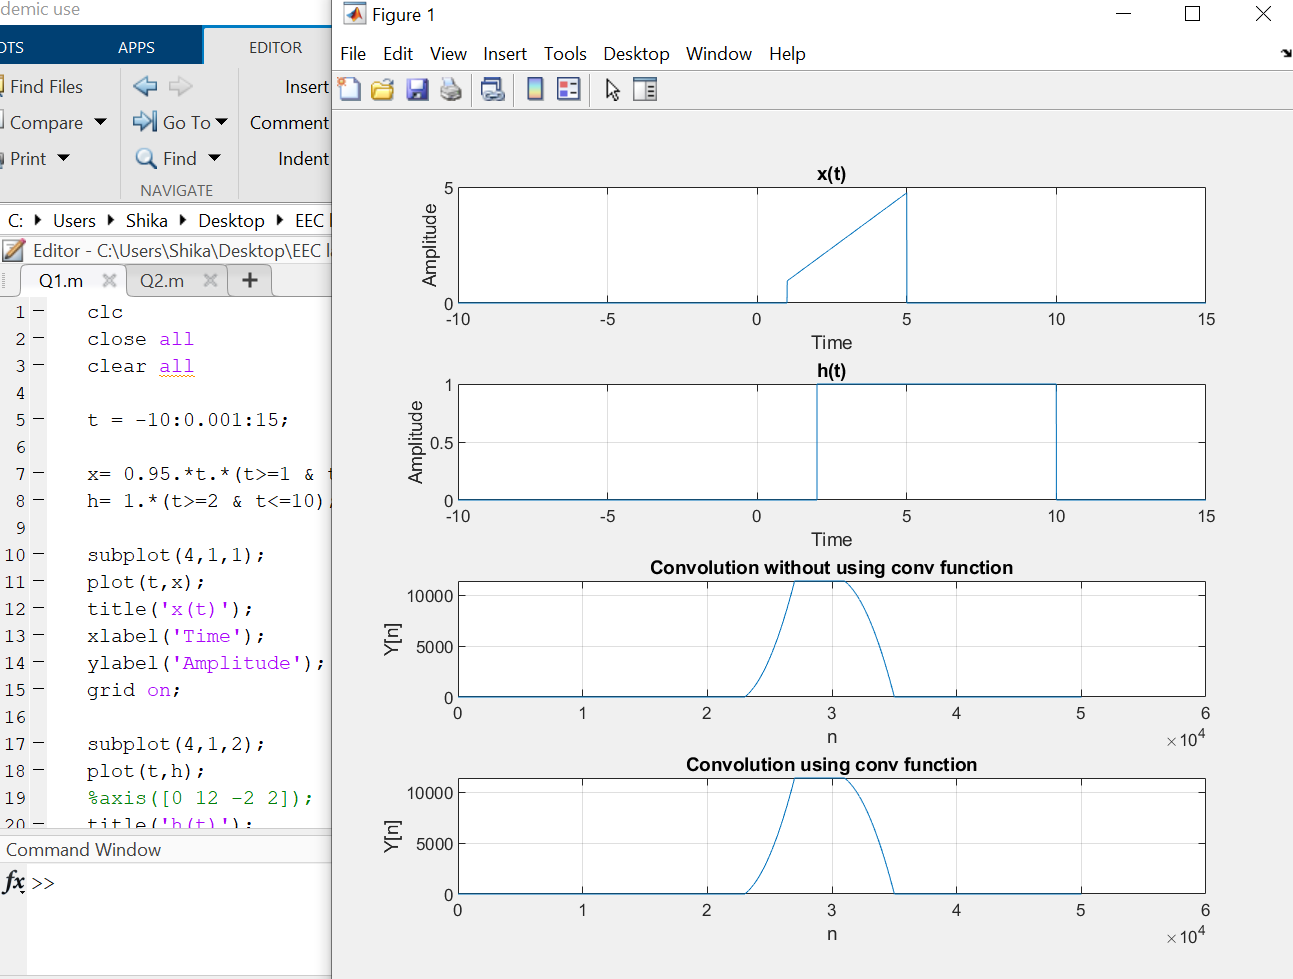 demic use
OTS
APPS
EDITOR
Find Files
Insert
Compare
Go To
Comment
Print
Find
Indent
NAVIGATE
C: Users Shika Desktop EEC
Editor - C:\Users\Shika\Desktop\EEC
Q1.m
Q2.m
+
1 clc
2 close all
3 clear all
4
5 t = -10:0.001:15;
6
7 x= 0.95.*t.*(t>=1 &
8 h= 1.*(t>=2 & t<=10)
9
10 subplot(4,1,1);
11 plot(t,x);
12 title('x(t)');
13 xlabel('Time');
14 ylabel('Amplitude');
15 grid on;
16
17 subplot(4,1,2);
18 plot(t,h);
19 %axis([0 12 -2 2]);
20 title('h(t)');
Command Window
fx >>
Figure 1
File Edit View Insert Tools Desktop Window Help
x(t)
Amplitude
5
0
-10 -5 0 5 10 15
Time
h(t)
Amplitude
1
0.5
0
-10 -5 0 5 10 15
Time
Convolution without using conv function
Y[n]
10000
5000
0
0 1 2 3 4 5 6
n
×10⁴
Convolution using conv function
Y[n]
10000
5000
0
0 1 2 3 4 5 6
n
×10⁴